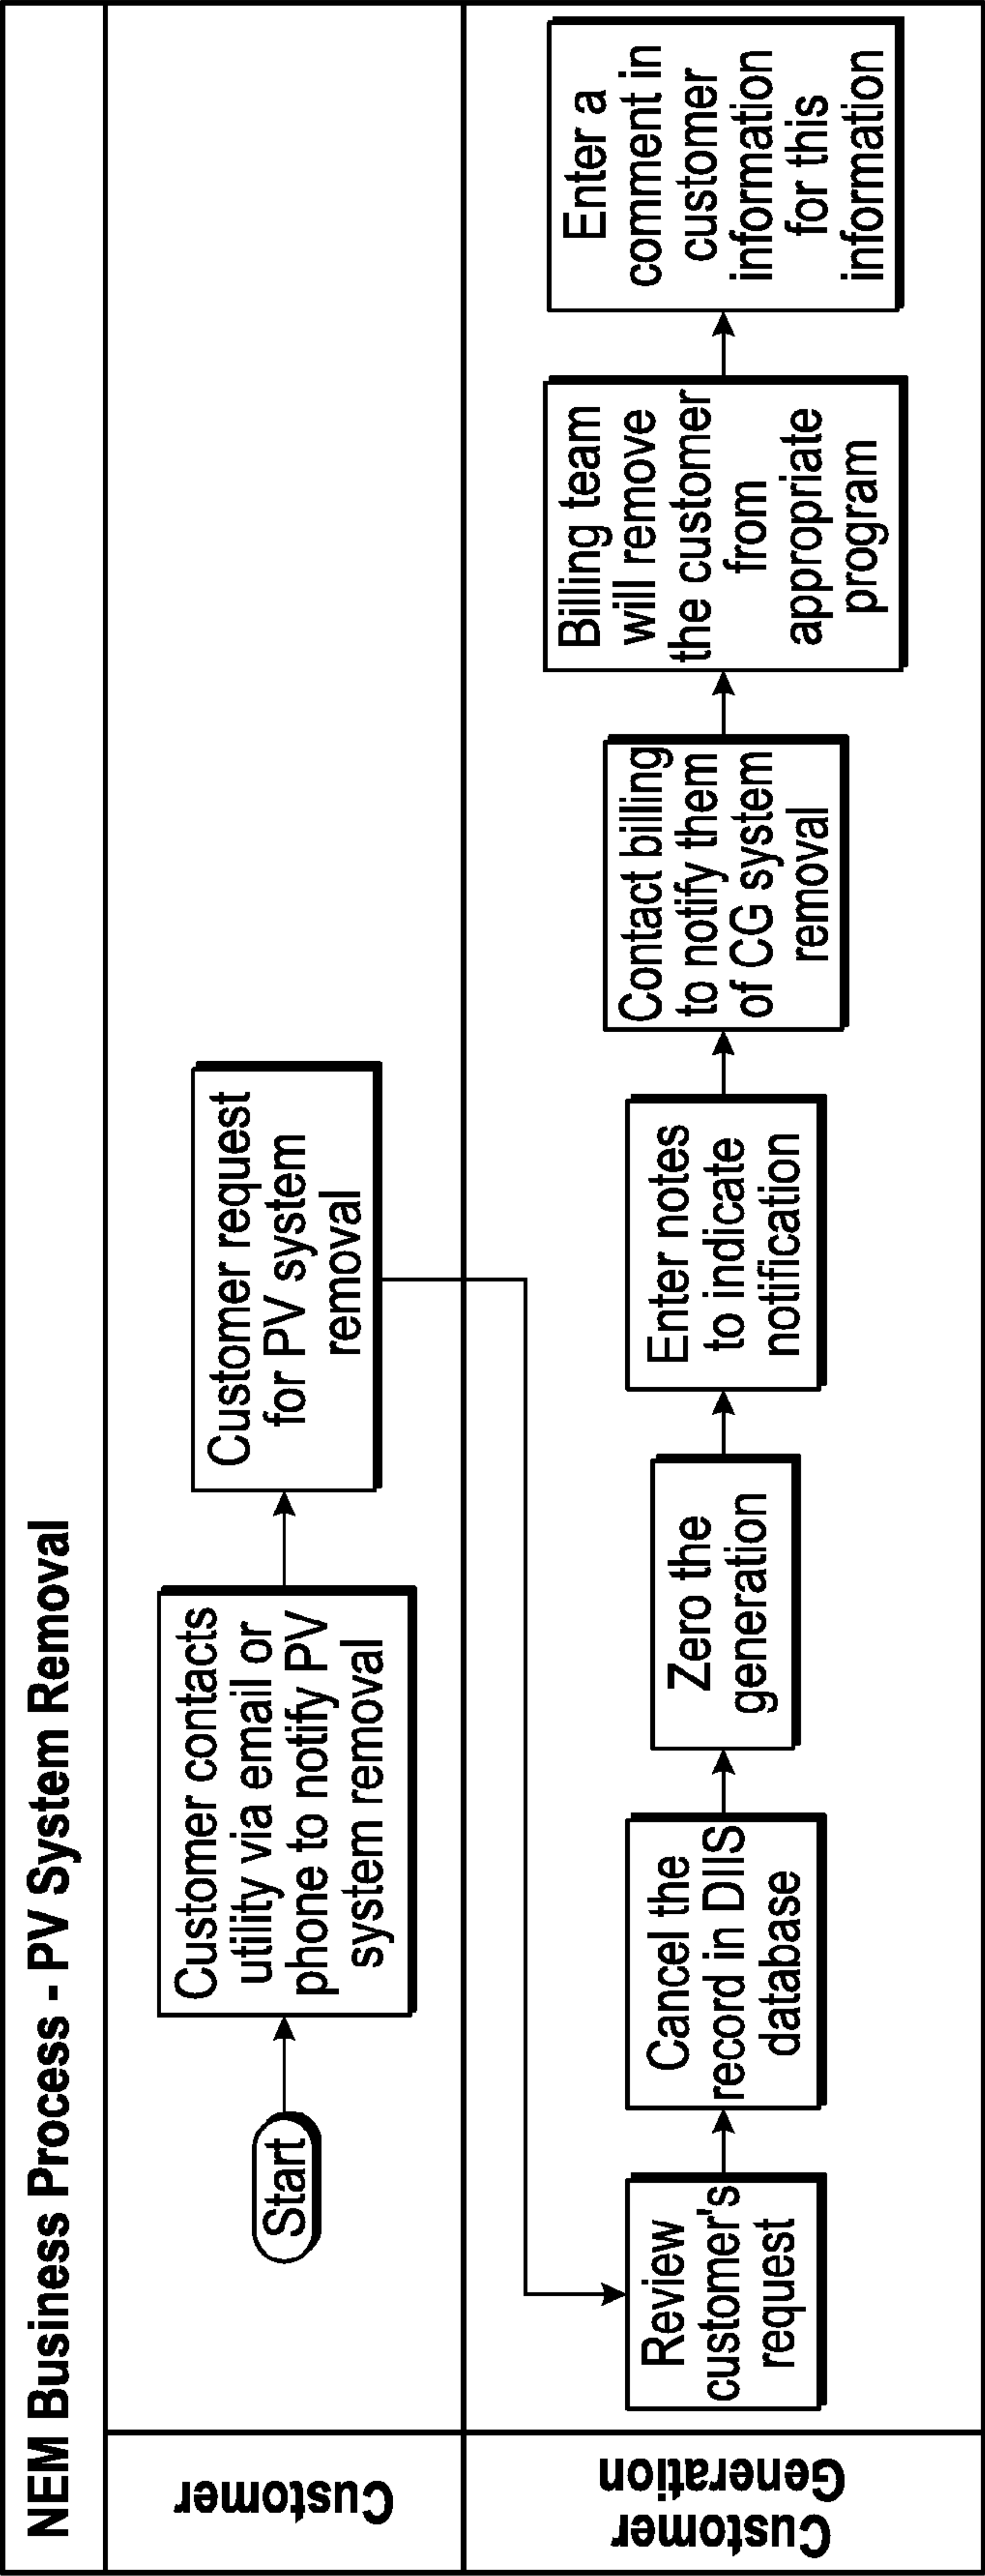 NEM Business Process - PV System Removal
Customer
Start
Customer contacts
utility via email or
phone to notify PV
system removal
Customer request
for PV system
removal
Customer
Generation
Review
customer's
request
Cancel the
record in DIIS
database
Zero the
generation
Enter notes
to indicate
notification
Contact billing
to notify them
of CG system
removal
Billing team
will remove
the customer
from
appropriate
program
Enter a
comment in
customer
information
for this
information